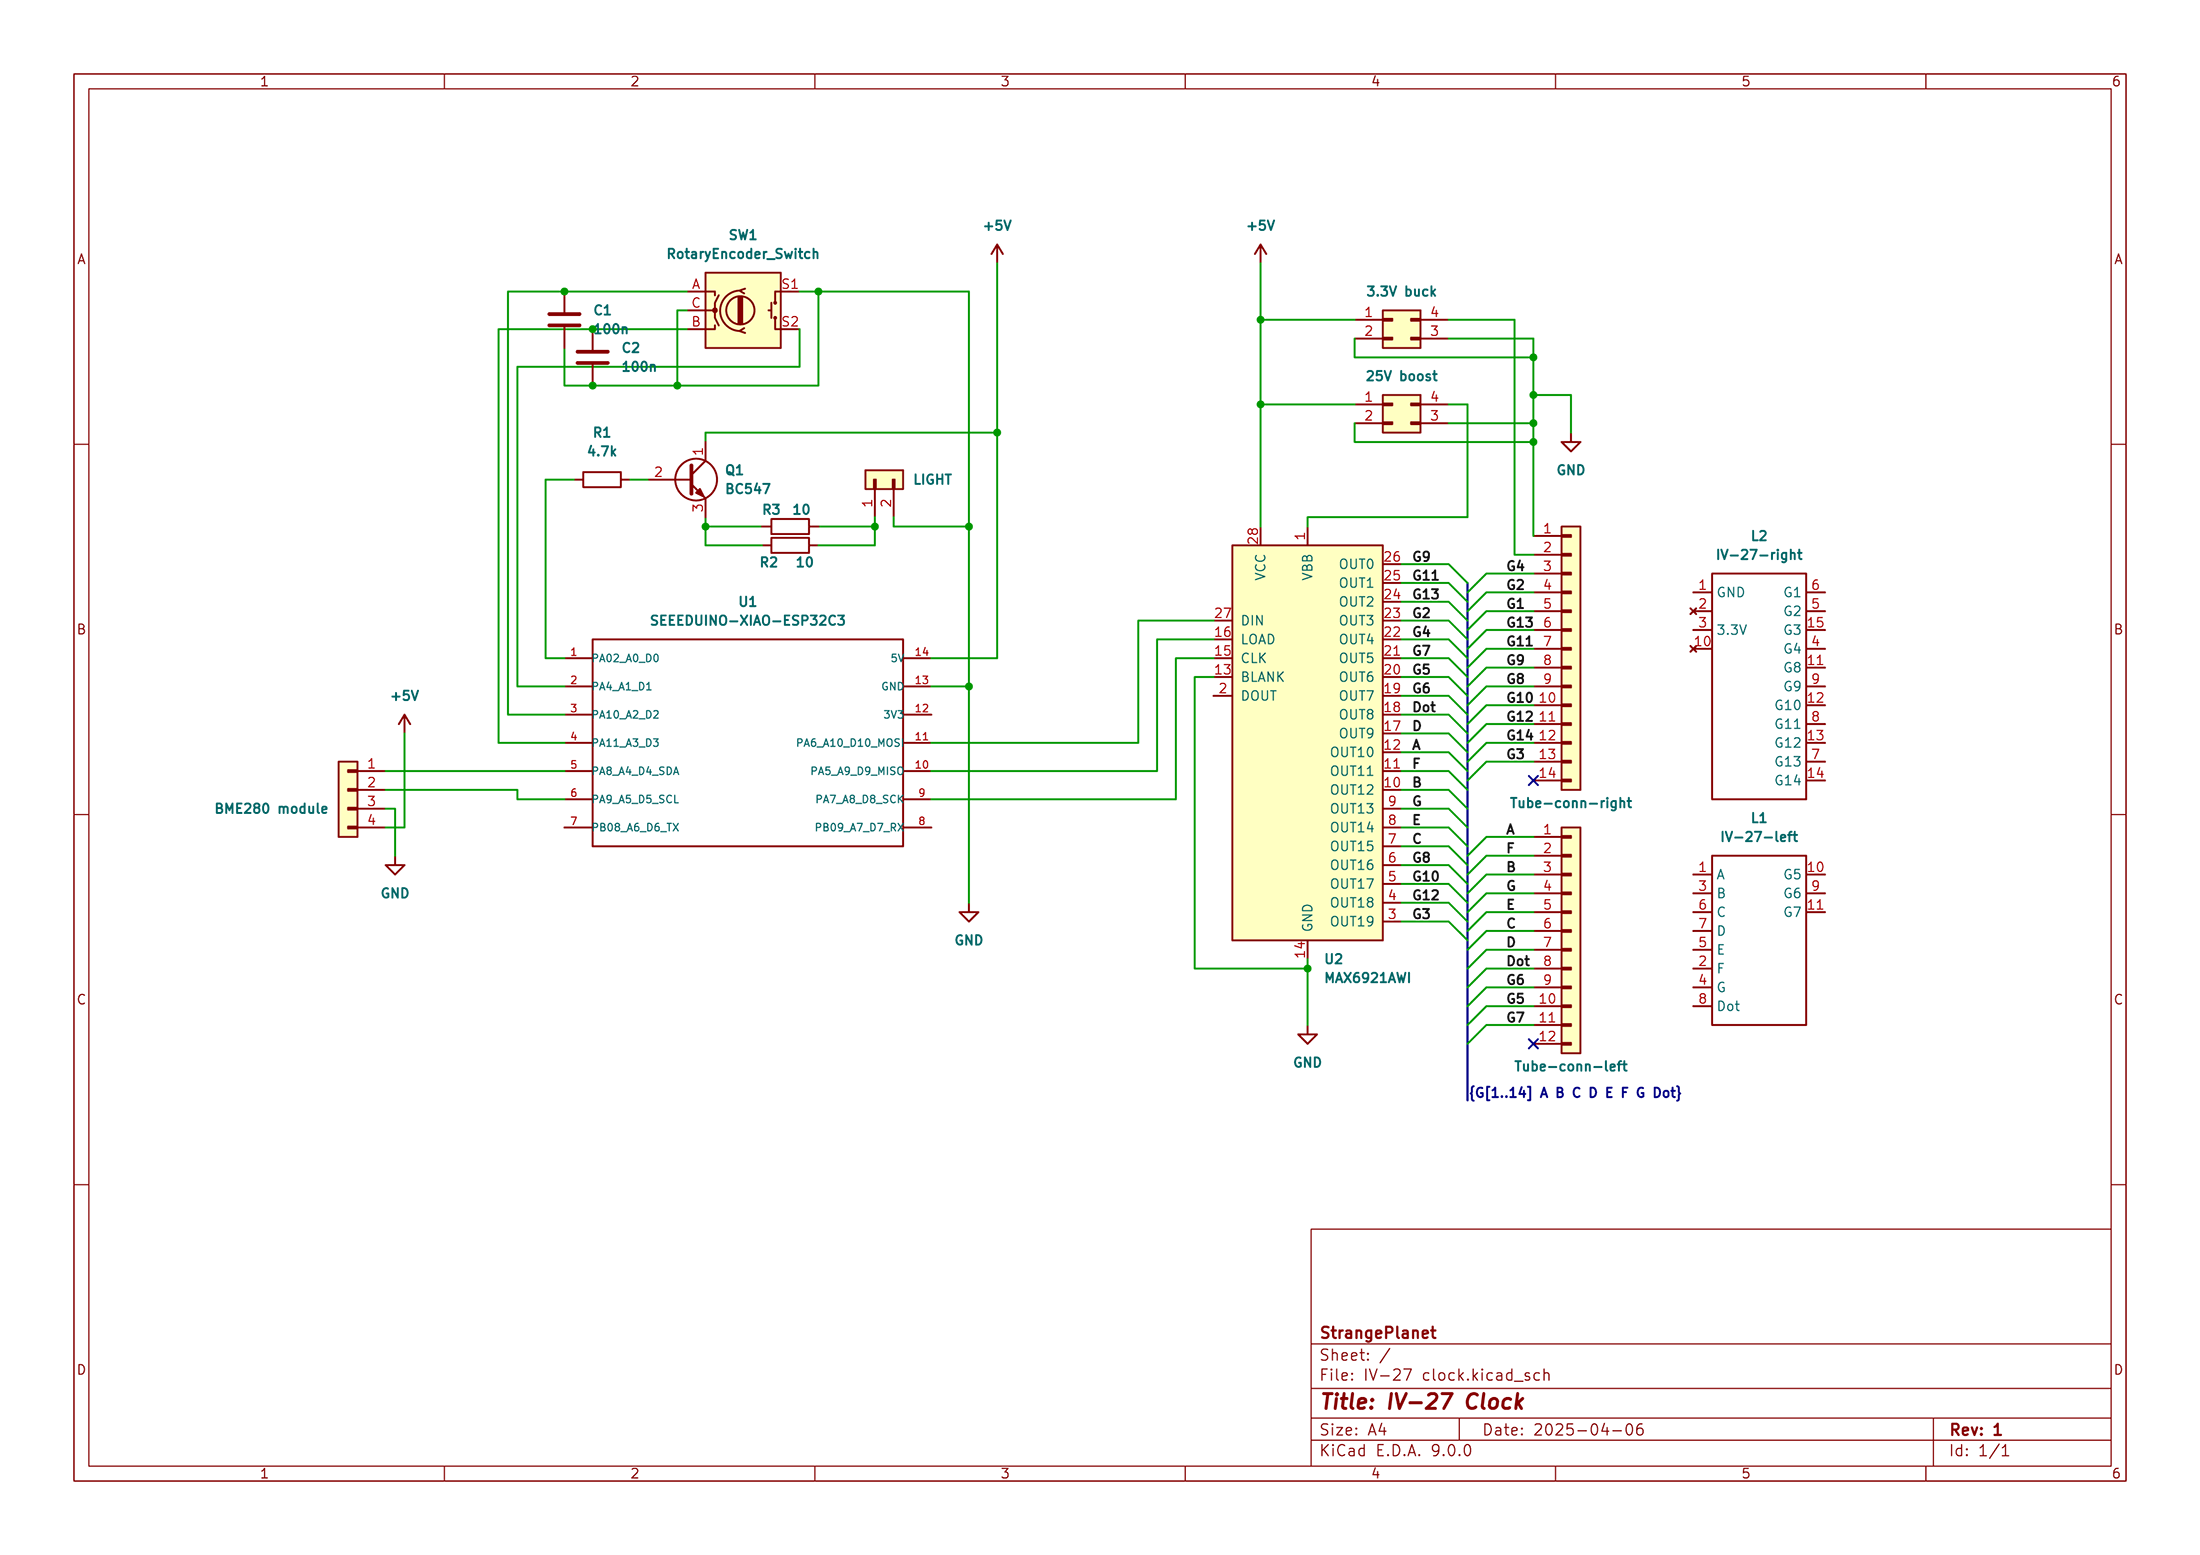 1 2 3 4 5 6
A A
B B
C C
D D
1 2 3 4 5 6
SW1
RotaryEncoder_Switch
A
C
B
S1
S2
C1
100n
C2
100n
+5V
R1
4.7k
1
2
3
Q1
BC547
R3 10
R2 10
LIGHT
1 2
U1
SEEEDUINO-XIAO-ESP32C3
1 PA02_A0_D0
2 PA4_A1_D1
3 PA10_A2_D2
4 PA11_A3_D3
5 PA8_A4_D4_SDA
6 PA9_A5_D5_SCL
7 PB08_A6_D6_TX
5V 14
GND 13
3V3 12
PA6_A10_D10_MOS 11
PA5_A9_D9_MISO 10
PA7_A8_D8_SCK 9
PB09_A7_D7_RX 8
+5V
BME280 module
1
2
3
4
GND
GND
+5V
3.3V buck
1 4
2 3
25V boost
1 4
2 3
GND
28 VCC
1 VBB
27 DIN
16 LOAD
15 CLK
13 BLANK
2 DOUT
OUT0 26 G9
OUT1 25 G11
OUT2 24 G13
OUT3 23 G2
OUT4 22 G4
OUT5 21 G7
OUT6 20 G5
OUT7 19 G6
OUT8 18 Dot
OUT9 17 D
OUT10 12 A
OUT11 11 F
OUT12 10 B
OUT13 9 G
OUT14 8 E
OUT15 7 C
OUT16 6 G8
OUT17 5 G10
OUT18 4 G12
OUT19 3 G3
GND 14
U2
MAX6921AWI
GND
1
2
G4 3
G2 4
G1 5
G13 6
G11 7
G9 8
G8 9
G10 10
G12 11
G14 12
G3 13
14
Tube-conn-right
A 1
F 2
B 3
G 4
E 5
C 6
D 7
Dot 8
G6 9
G5 10
G7 11
12
Tube-conn-left
{G[1..14] A B C D E F G Dot}
L2
IV-27-right
1 GND G1 6
2 G2 5
3 3.3V G3 15
10 G4 4
G8 11
G9 9
G10 12
G11 8
G12 13
G13 7
G14 14
L1
IV-27-left
1 A G5 10
3 B G6 9
6 C G7 11
7 D
5 E
2 F
4 G
8 Dot
StrangePlanet
Sheet: /
File: IV-27 clock.kicad_sch
Title: IV-27 Clock
Size: A4 Date: 2025-04-06 Rev: 1
KiCad E.D.A. 9.0.0 Id: 1/1